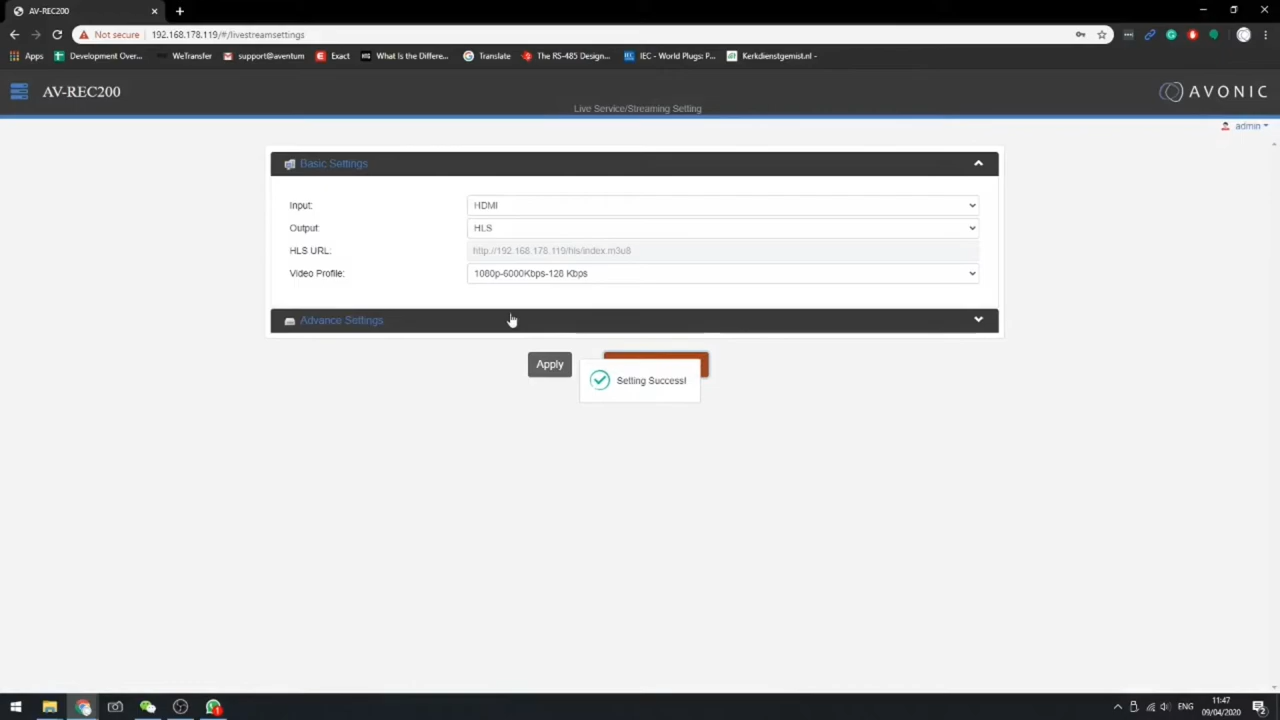 AV-REC200
Not secure 192.168.178.119/#/livestreamsettings
Apps Development Over... WeTransfer support@aventum Exact What Is the Differe... Translate The RS-485 Design... IEC - World Plugs: P... Kerkdienstgemist.nl -
AV-REC200
AVONIC
Live Service/Streaming Setting
admin
Basic Settings
Input: HDMI
Output: HLS
HLS URL: http://192.168.178.119/hls/index.m3u8
Video Profile: 1080p-6000Kbps-128 Kbps
Advance Settings
Apply
Setting Success!
ENG
11:47
09/04/2020
2